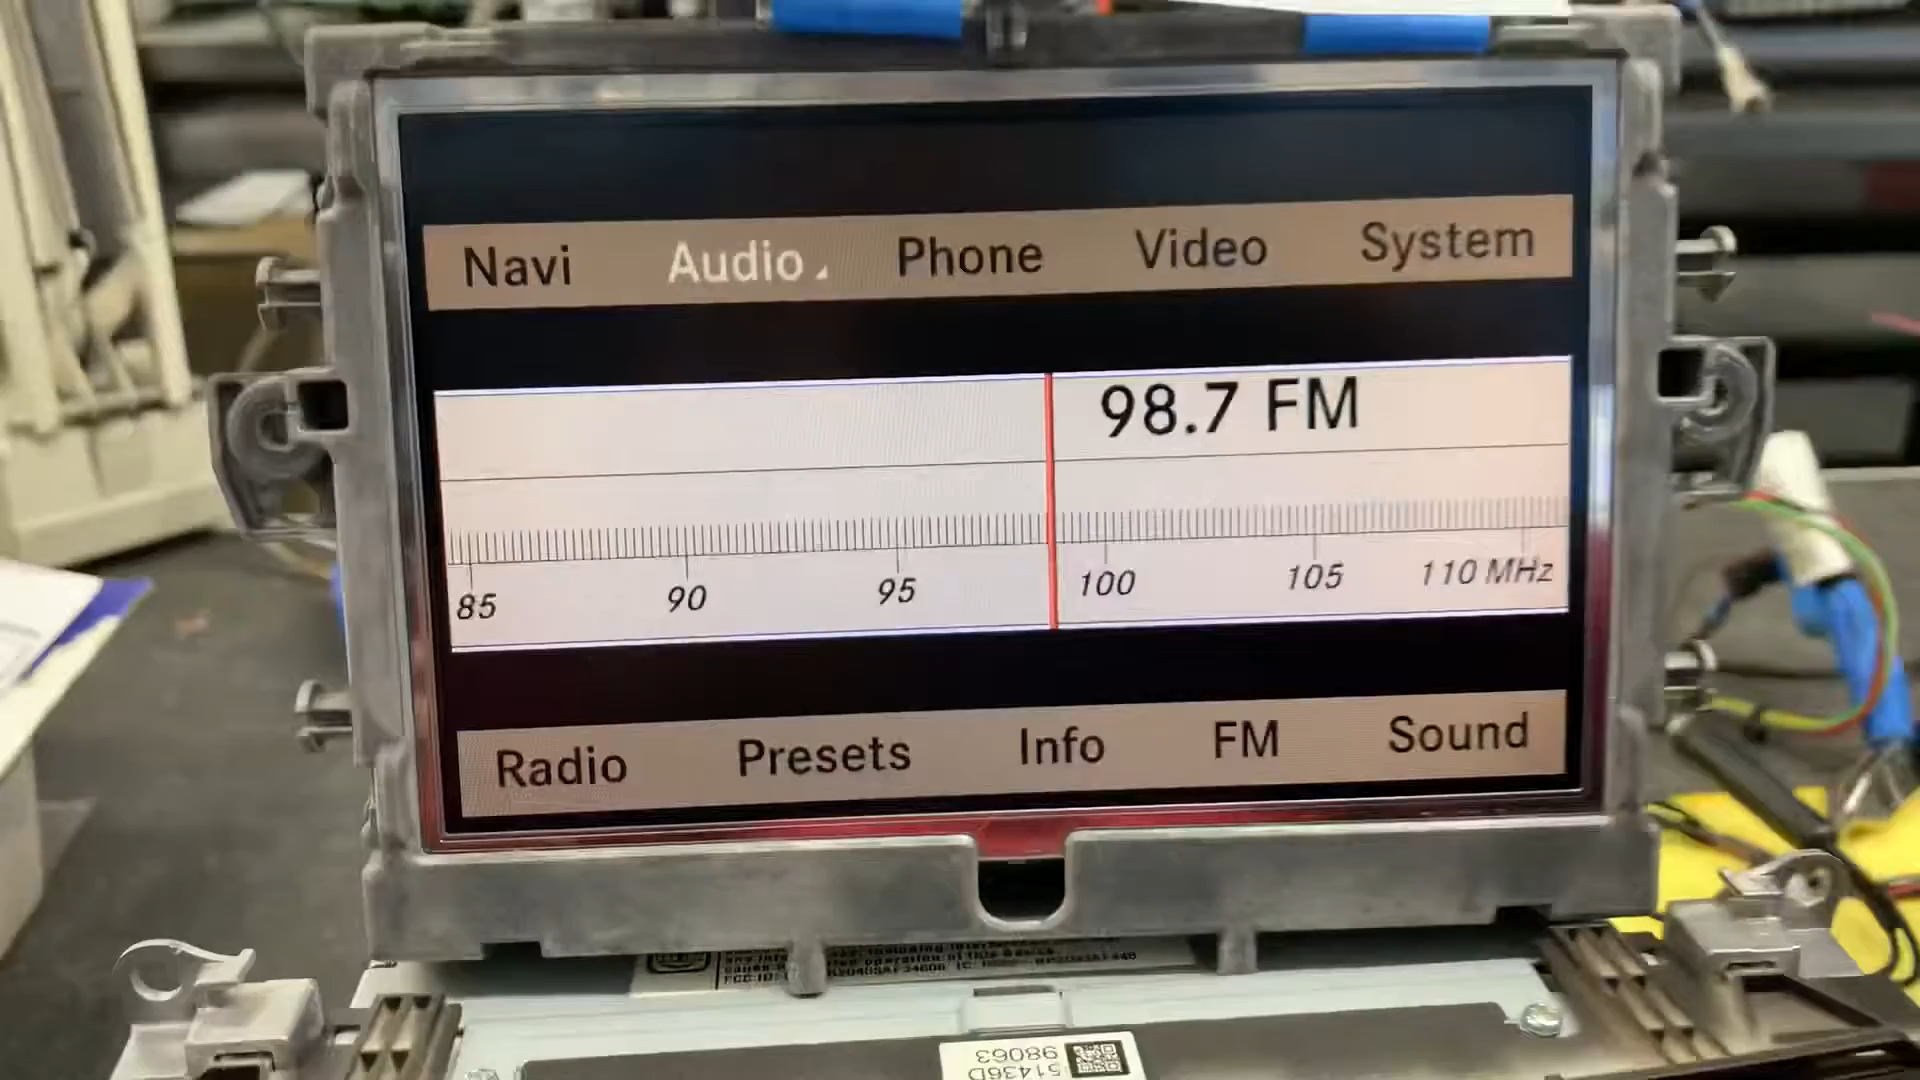 Navi Audio Phone Video System
98.7 FM
85 90 95 100 105 110 MHz
Radio Presets Info FM Sound
98063
51436D